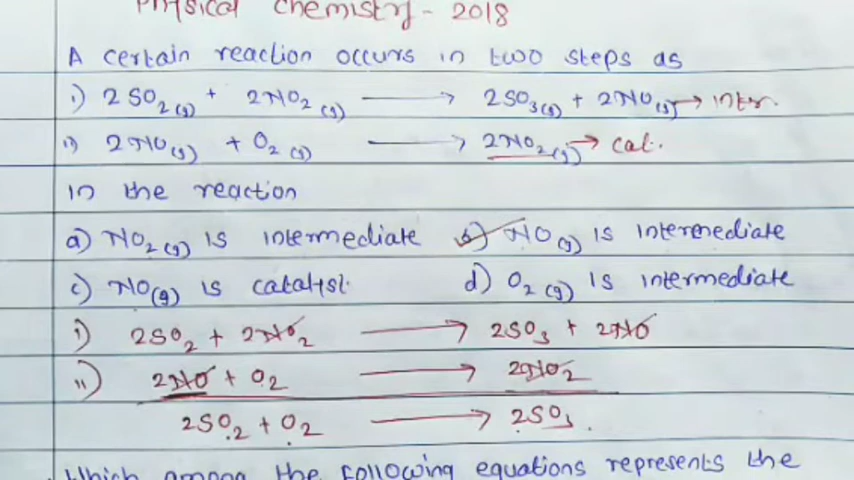 Physical Chemistry - 2018
A certain reaction occurs in two steps as
i) 2SO2(g) + 2NO2(g) → 2SO3(g) + 2NO(g) → inter.
ii) 2NO(g) + O2(g) → 2NO2(g) → cat.
In the reaction
a) NO2(g) is intermediate b) NO(g) is intermediate
c) NO(g) is catalyst d) O2(g) is intermediate
i) 2SO2 + 2NO2 → 2SO3 + 2NO
ii) 2NO + O2 → 2NO2
2SO2 + O2 → 2SO3.
Which among the following equations represents the